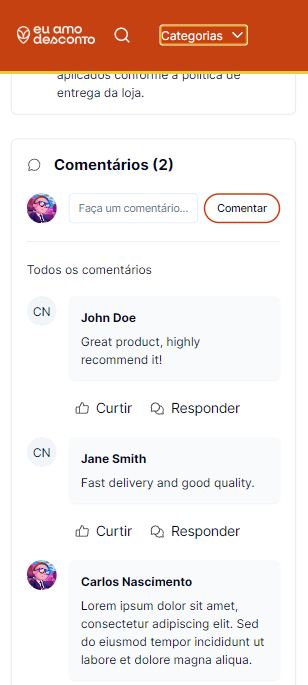 eu amo
desconto
Categorias
aplicados conforme a política de
entrega da loja.
Comentários (2)
Faça um comentário...
Comentar
Todos os comentários
CN
John Doe
Great product, highly
recommend it!
Curtir
Responder
CN
Jane Smith
Fast delivery and good quality.
Curtir
Responder
Carlos Nascimento
Lorem ipsum dolor sit amet,
consectetur adipiscing elit. Sed
do eiusmod tempor incididunt ut
labore et dolore magna aliqua.